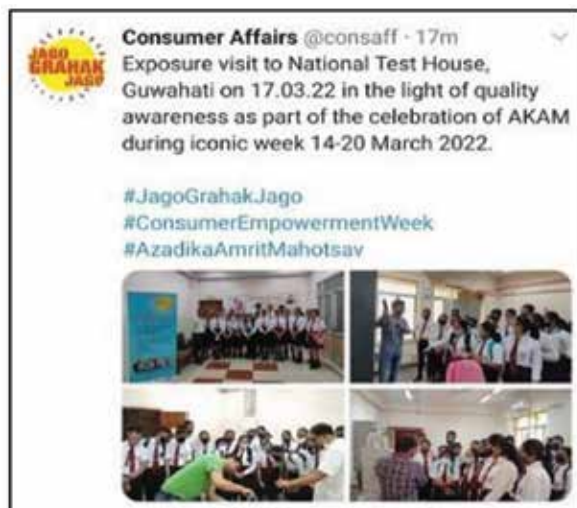 JAGO
GRAHAK
JAGO
Consumer Affairs @consaff · 17m
Exposure visit to National Test House,
Guwahati on 17.03.22 in the light of quality
awareness as part of the celebration of AKAM
during iconic week 14-20 March 2022.
#JagoGrahakJago
#ConsumerEmpowermentWeek
#AzadikaAmritMahotsav